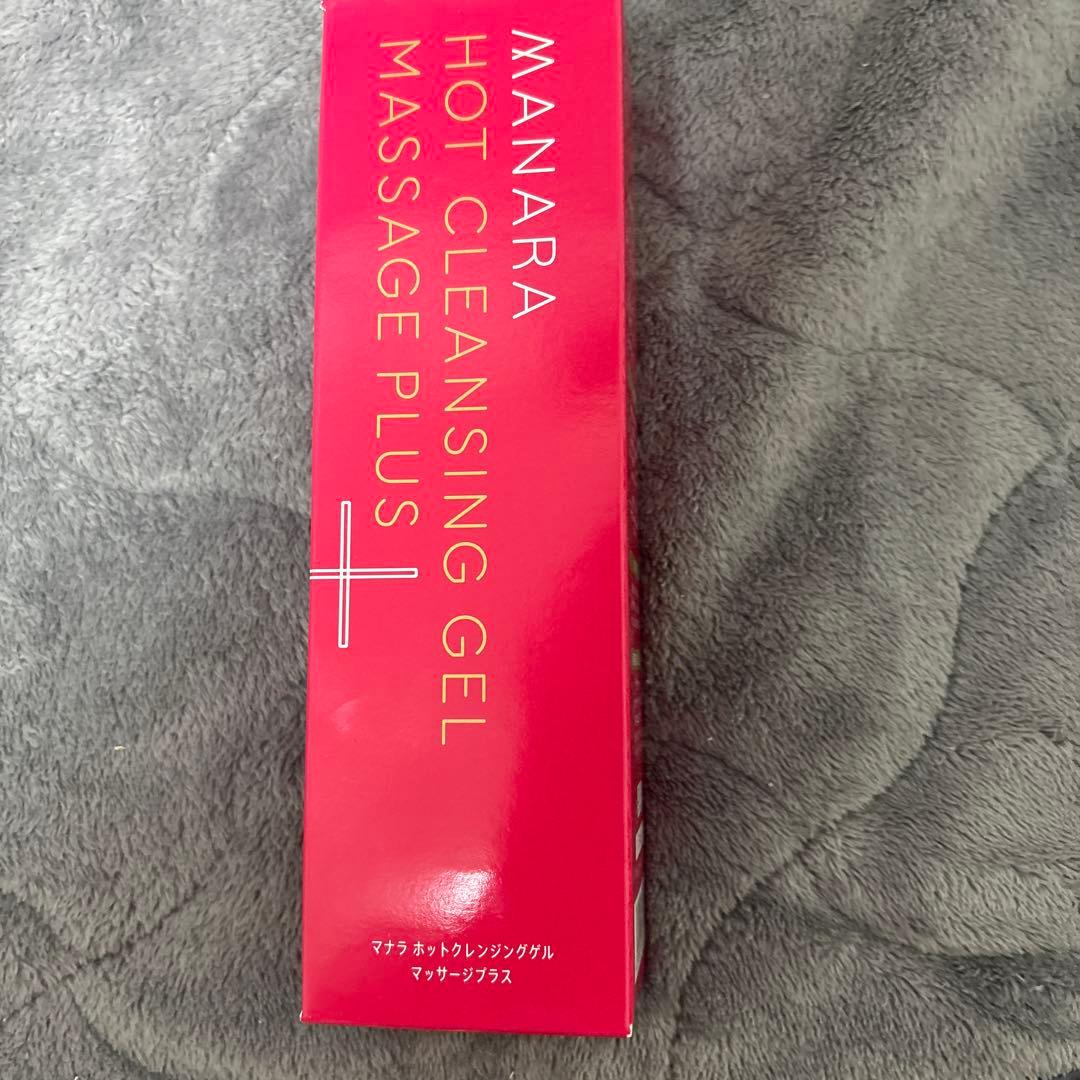 MANARA
HOT CLEANSING GEL
MASSAGE PLUS
マナラ ホットクレンジングゲル
マッサージプラス